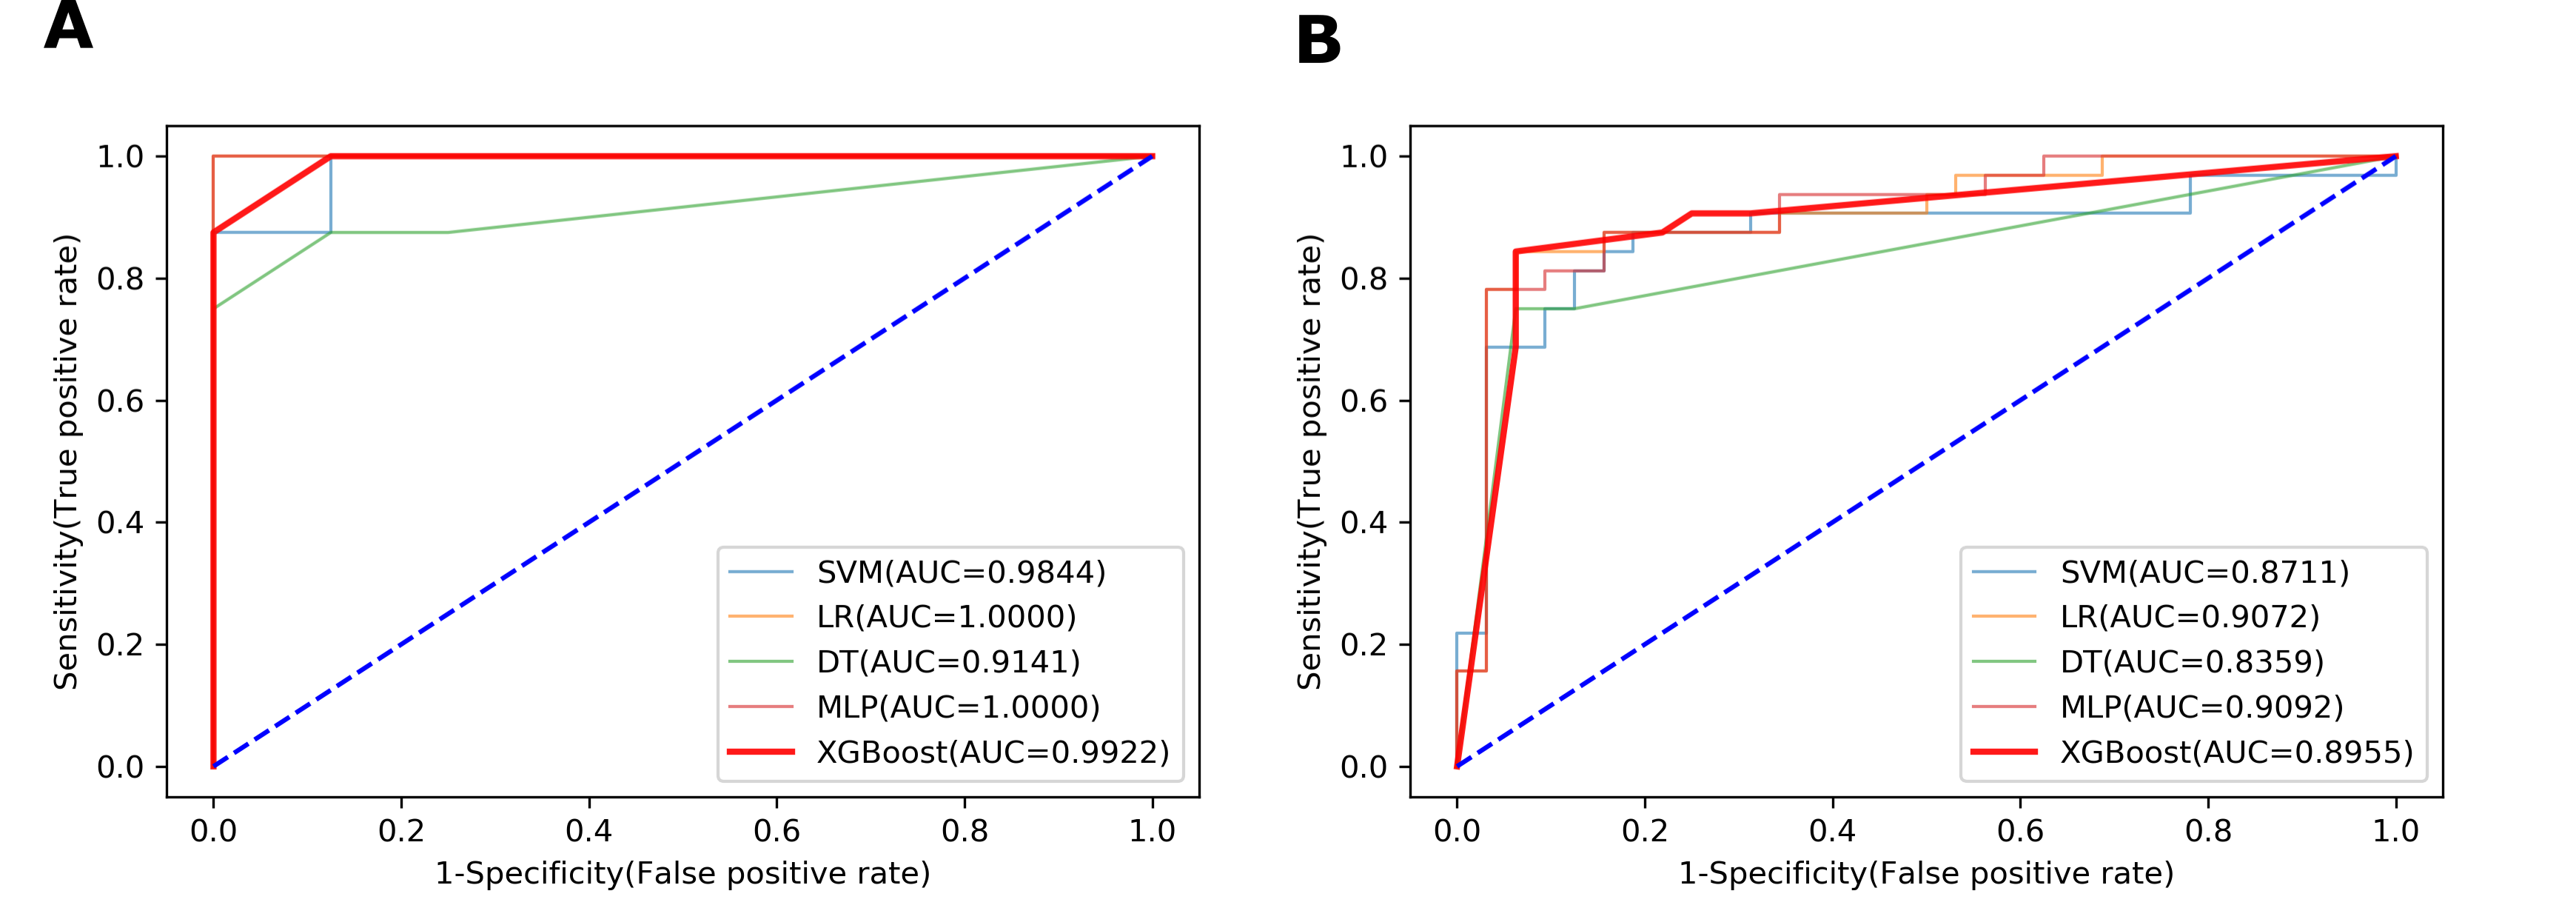 A
Sensitivity(True positive rate)
1.0
0.8
0.6
0.4
0.2
0.0
0.0 0.2 0.4 0.6 0.8 1.0
1-Specificity(False positive rate)
SVM(AUC=0.9844)
LR(AUC=1.0000)
DT(AUC=0.9141)
MLP(AUC=1.0000)
XGBoost(AUC=0.9922)
B
Sensitivity(True positive rate)
1.0
0.8
0.6
0.4
0.2
0.0
0.0 0.2 0.4 0.6 0.8 1.0
1-Specificity(False positive rate)
SVM(AUC=0.8711)
LR(AUC=0.9072)
DT(AUC=0.8359)
MLP(AUC=0.9092)
XGBoost(AUC=0.8955)